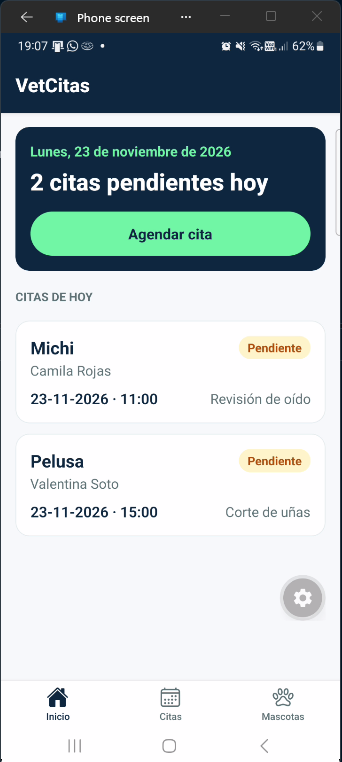 Phone screen
19:07
62%
VetCitas
Lunes, 23 de noviembre de 2026
2 citas pendientes hoy
Agendar cita
CITAS DE HOY
Michi
Pendiente
Camila Rojas
23-11-2026 · 11:00
Revisión de oído
Pelusa
Pendiente
Valentina Soto
23-11-2026 · 15:00
Corte de uñas
Inicio
Citas
Mascotas